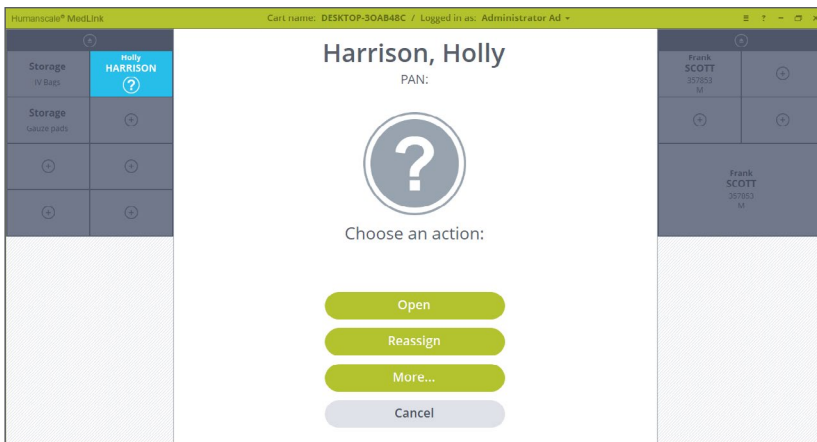 Humanscale® MedLink
Cart name: DESKTOP-3OAB48C / Logged in as: Administrator Ad
Storage
IV Bags
Holly
HARRISON
?
Storage
Gauze pads
Harrison, Holly
PAN:
?
Choose an action:
Open
Reassign
More...
Cancel
Frank
SCOTT
357853
M
Frank
SCOTT
357853
M